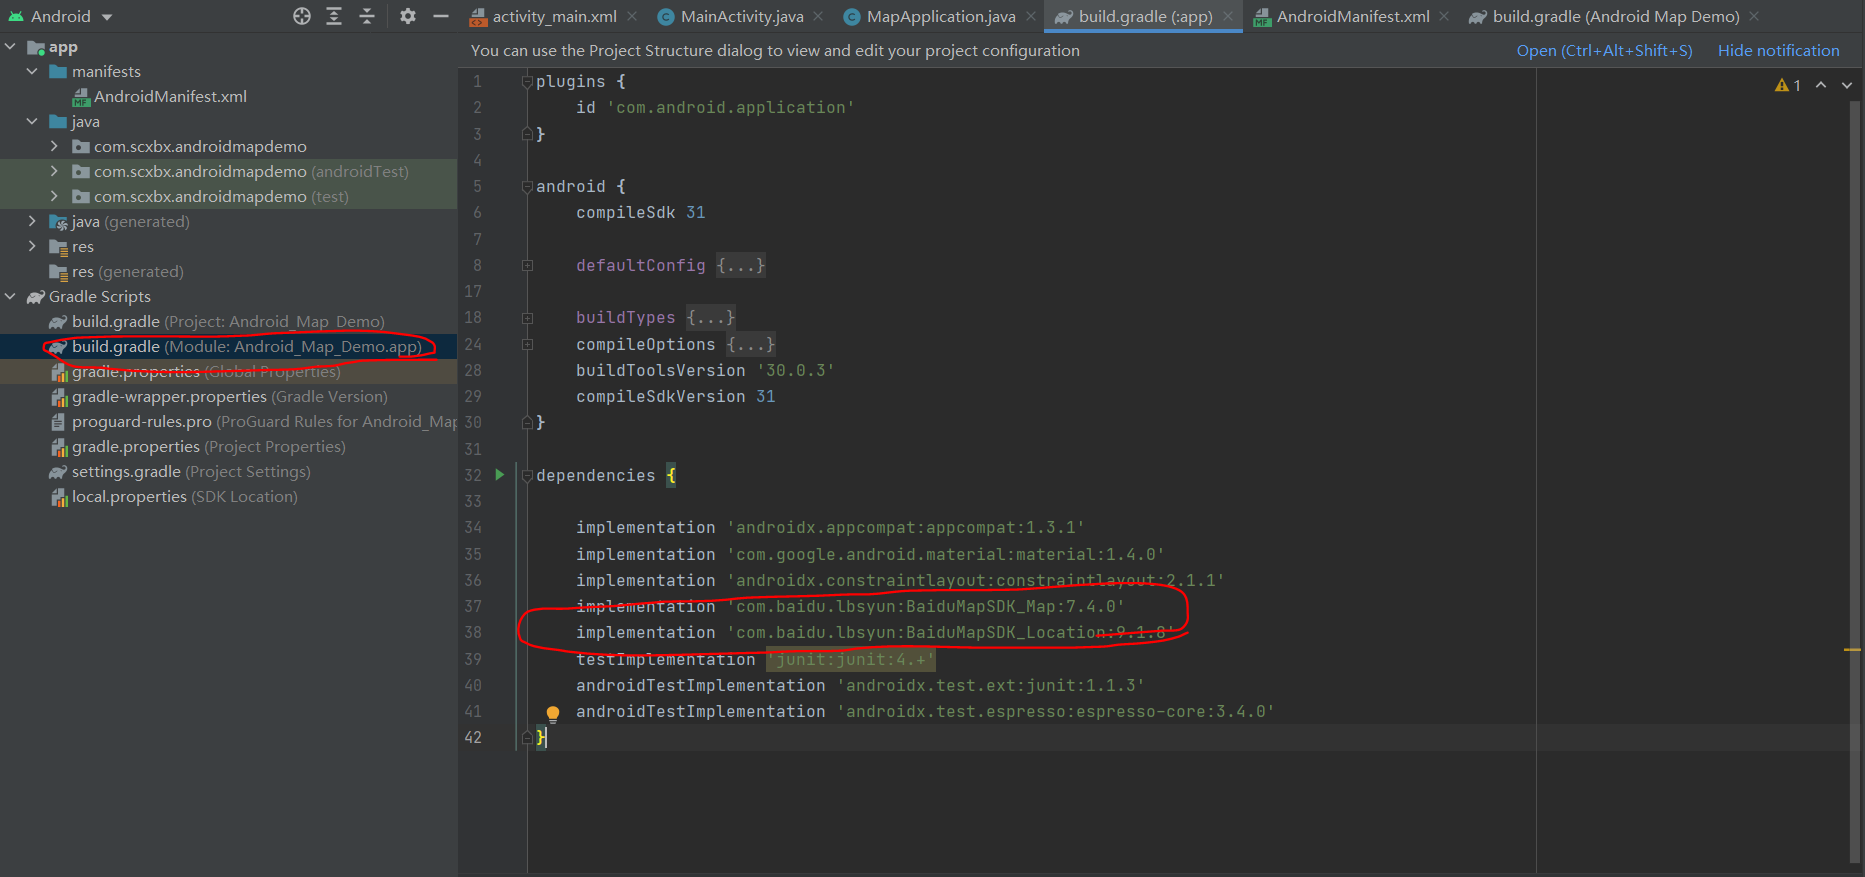 Android
activity_main.xml
MainActivity.java
MapApplication.java
build.gradle (:app)
AndroidManifest.xml
build.gradle (Android Map Demo)
You can use the Project Structure dialog to view and edit your project configuration
Open (Ctrl+Alt+Shift+S)
Hide notification
app
manifests
AndroidManifest.xml
java
com.scxbx.androidmapdemo
com.scxbx.androidmapdemo (androidTest)
com.scxbx.androidmapdemo (test)
java (generated)
res
res (generated)
Gradle Scripts
build.gradle (Project: Android_Map_Demo)
build.gradle (Module: Android_Map_Demo.app)
gradle.properties (Global Properties)
gradle-wrapper.properties (Gradle Version)
proguard-rules.pro (ProGuard Rules for Android_Map
gradle.properties (Project Properties)
settings.gradle (Project Settings)
local.properties (SDK Location)
1
1 plugins {
2 id 'com.android.application'
3 }
4
5 android {
6 compileSdk 31
7
8 defaultConfig {...}
17
18 buildTypes {...}
24 compileOptions {...}
28 buildToolsVersion '30.0.3'
29 compileSdkVersion 31
30 }
31
32 dependencies {
33
34 implementation 'androidx.appcompat:appcompat:1.3.1'
35 implementation 'com.google.android.material:material:1.4.0'
36 implementation 'androidx.constraintlayout:constraintlayout:2.1.1'
37 implementation 'com.baidu.lbsyun:BaiduMapSDK_Map:7.4.0'
38 implementation 'com.baidu.lbsyun:BaiduMapSDK_Location:9.1.8'
39 testImplementation 'junit:junit:4.+'
40 androidTestImplementation 'androidx.test.ext:junit:1.1.3'
41 androidTestImplementation 'androidx.test.espresso:espresso-core:3.4.0'
42 }